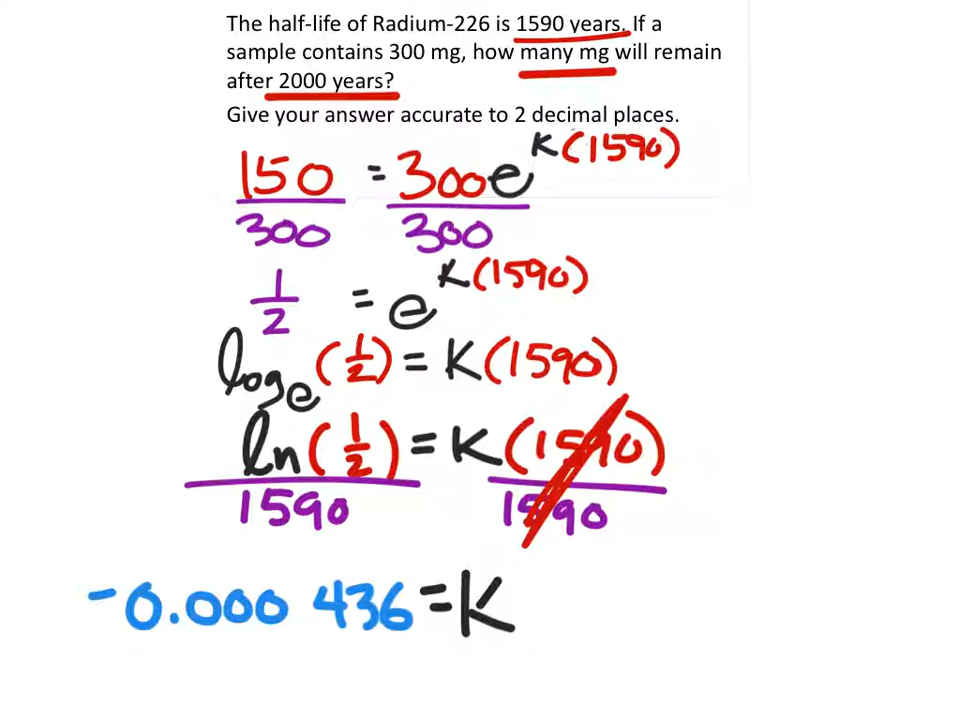 The half-life of Radium-226 is 1590 years. If a
sample contains 300 mg, how many mg will remain
after 2000 years?
Give your answer accurate to 2 decimal places.
150/300 = 300e^K(1590)/300
1/2 = e^K(1590)
log_e(1/2) = K(1590)
ln(1/2)/1590 = K(1590)/1590
-0.000 436 = K